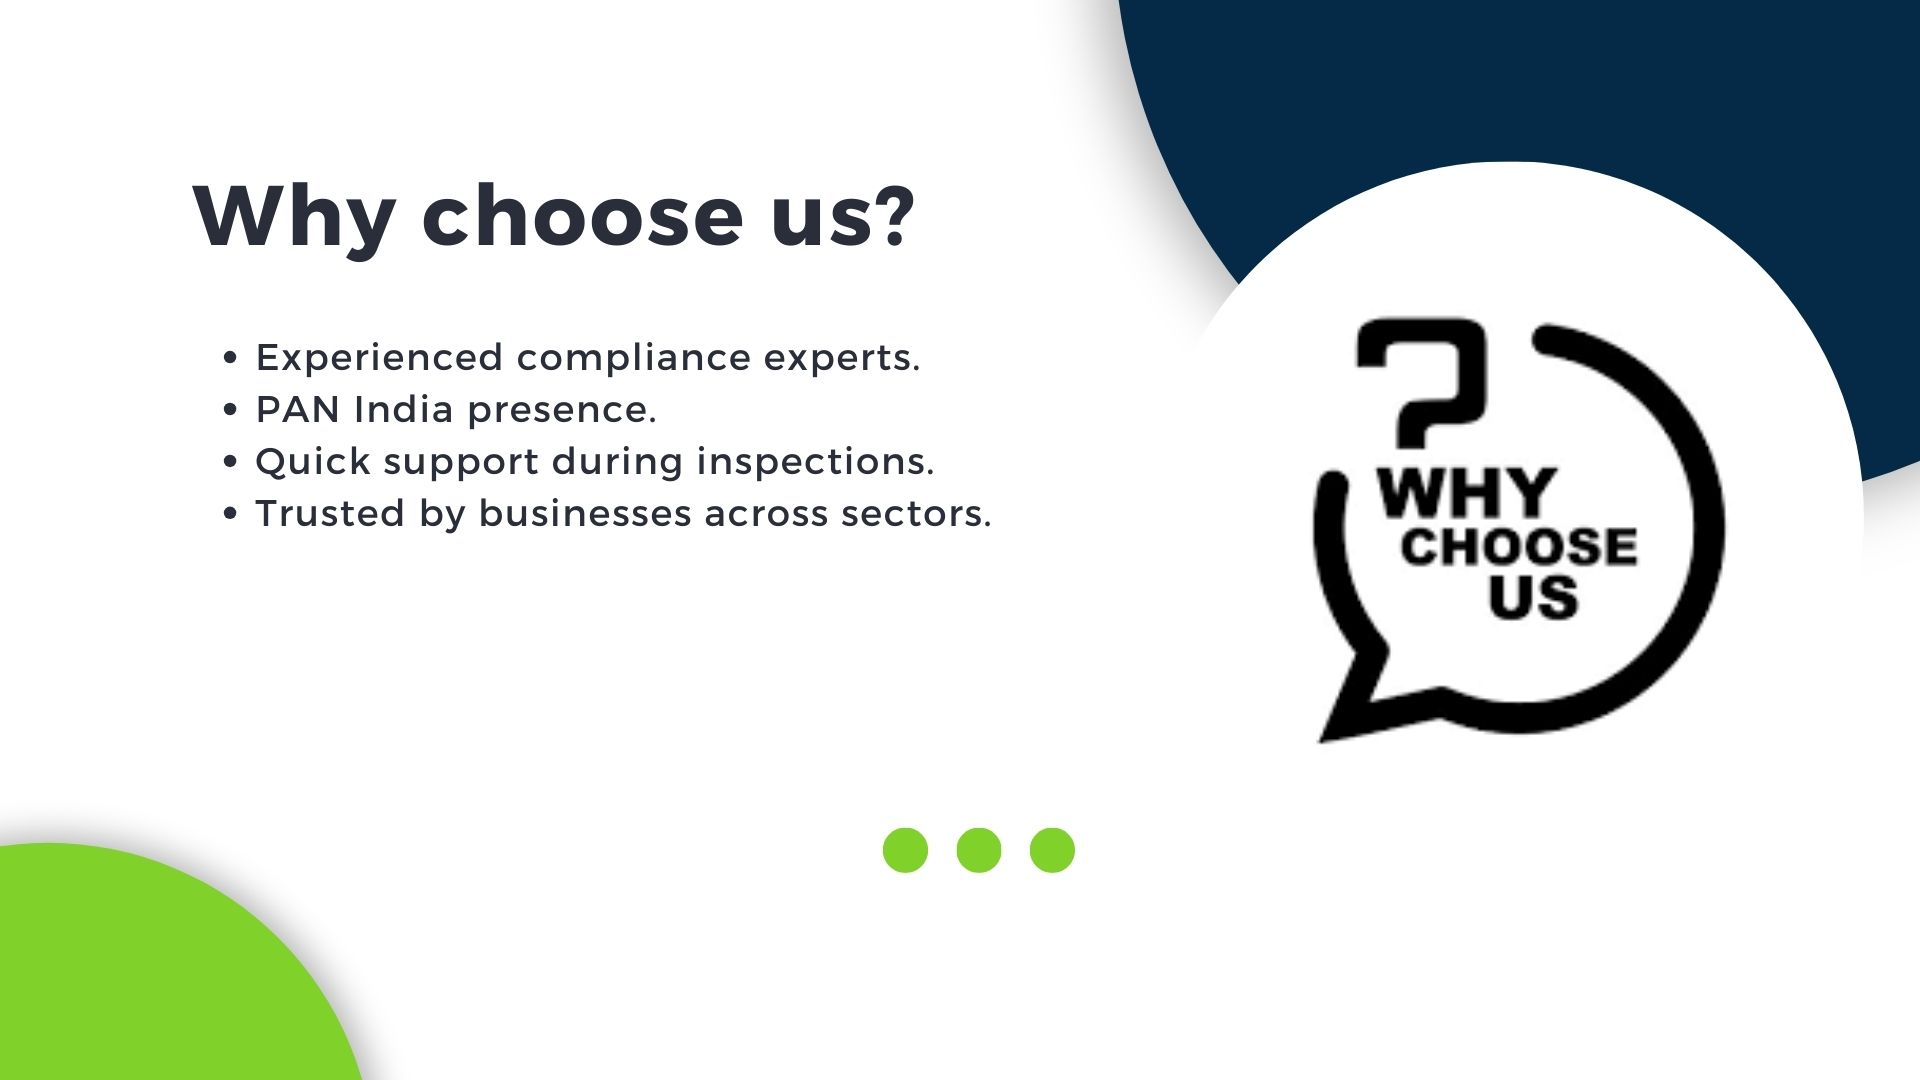 Why choose us?
• Experienced compliance experts.
• PAN India presence.
• Quick support during inspections.
• Trusted by businesses across sectors.
?
WHY
CHOOSE
US